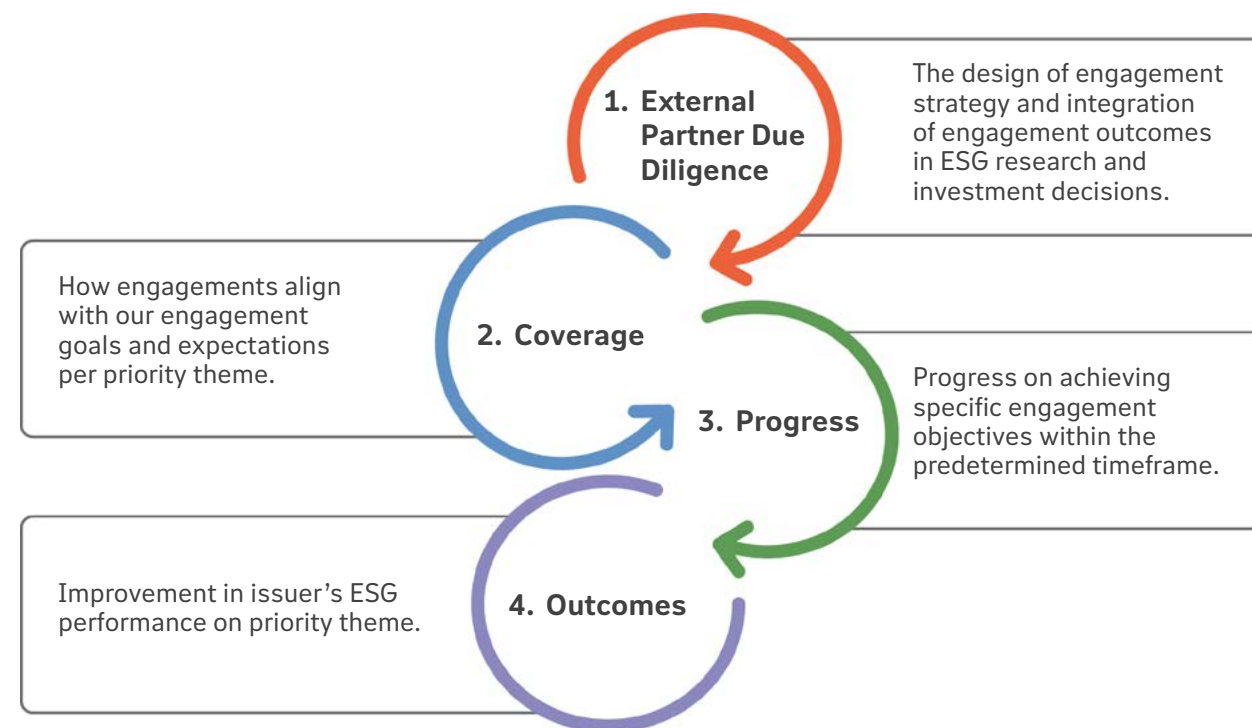 1. External
Partner Due
Diligence
The design of engagement
strategy and integration
of engagement outcomes
in ESG research and
investment decisions.
How engagements align
with our engagement
goals and expectations
per priority theme.
2. Coverage
3. Progress
Progress on achieving
specific engagement
objectives within the
predetermined timeframe.
Improvement in issuer’s ESG
performance on priority theme.
4. Outcomes